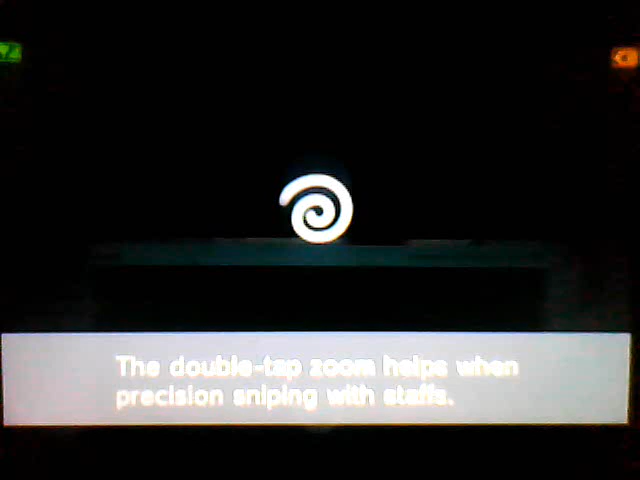 The double-tap zoom helps when
precision sniping with staffs.